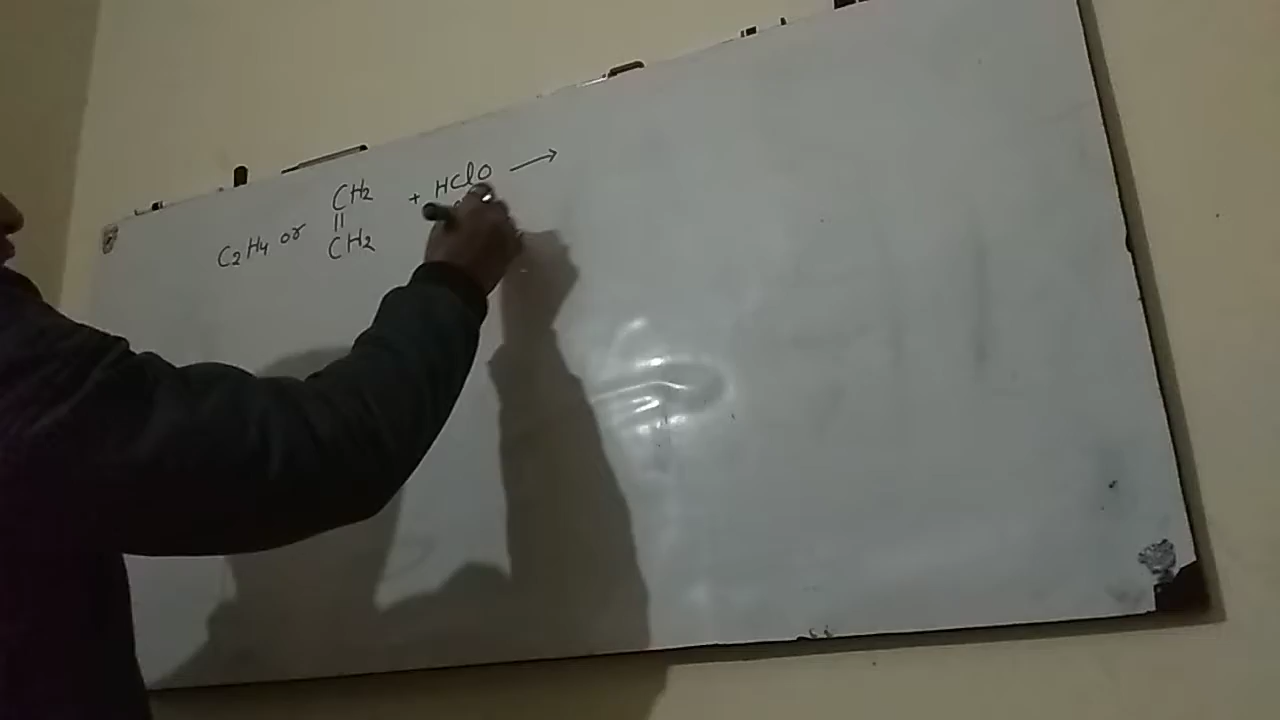 C2H4 or CH2
||
CH2
+ HClO →